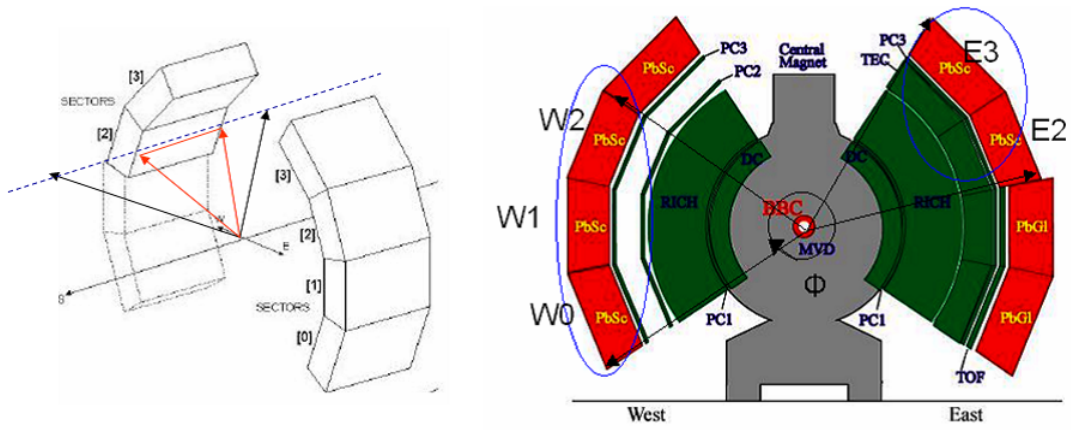 [3]
SECTORS
[2]
[3]
[2]
[1]
SECTORS
[0]
W
E
S
PbSc
PC3
PC2
Central
Magnet
PC3
TEC
PbSc
E3
W2
PbSc
PbSc
E2
DC
DC
W1
PbSc
RICH
BBC
RICH
PbGl
MVD
Φ
W0
PbSc
PC1
PC1
PbGl
TOF
West
East